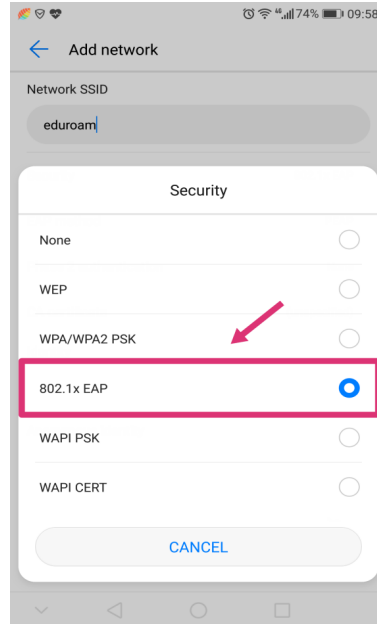 74% 09:58
Add network
Network SSID
eduroam
Security
None
WEP
WPA/WPA2 PSK
802.1x EAP
WAPI PSK
WAPI CERT
CANCEL